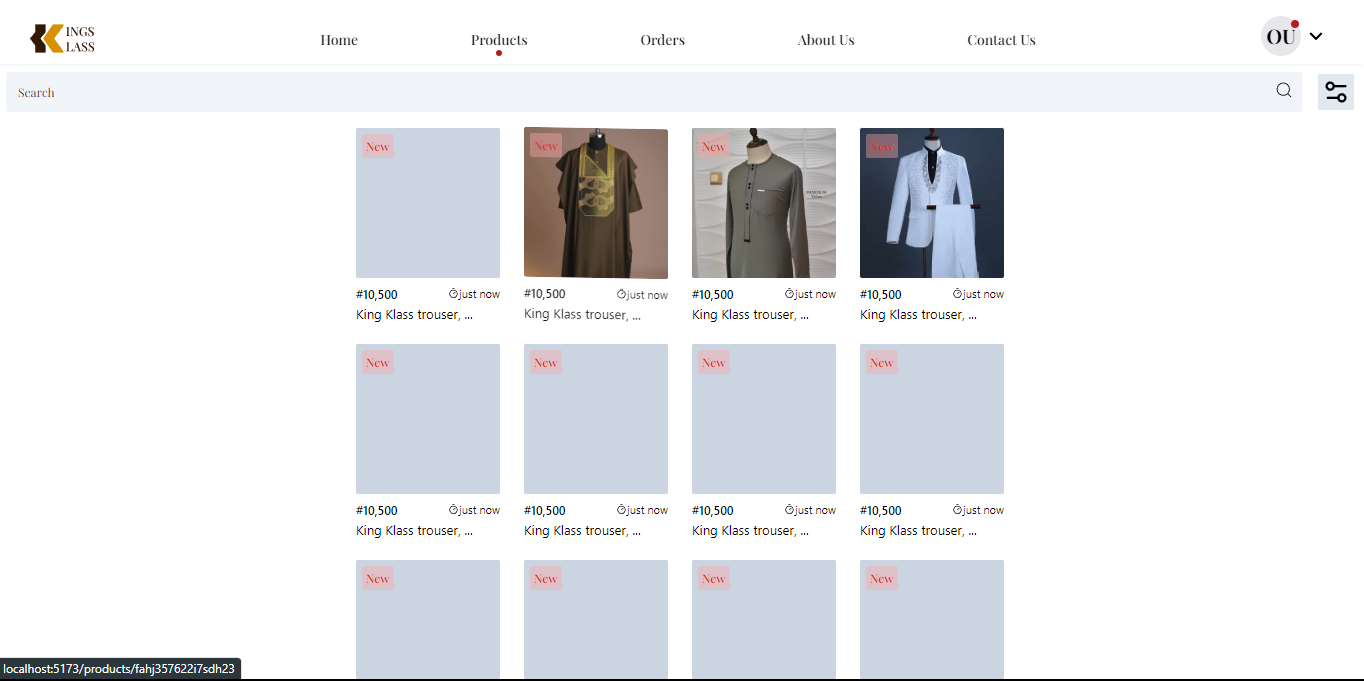 INGS
LASS
Home
Products
Orders
About Us
Contact Us
OU
Search
New
New
New
New
#10,500
just now
#10,500
just now
#10,500
just now
#10,500
just now
King Klass trouser, ...
King Klass trouser, ...
King Klass trouser, ...
King Klass trouser, ...
New
New
New
New
#10,500
just now
#10,500
just now
#10,500
just now
#10,500
just now
King Klass trouser, ...
King Klass trouser, ...
King Klass trouser, ...
King Klass trouser, ...
New
New
New
New
localhost:5173/products/fahj357622i7sdh23